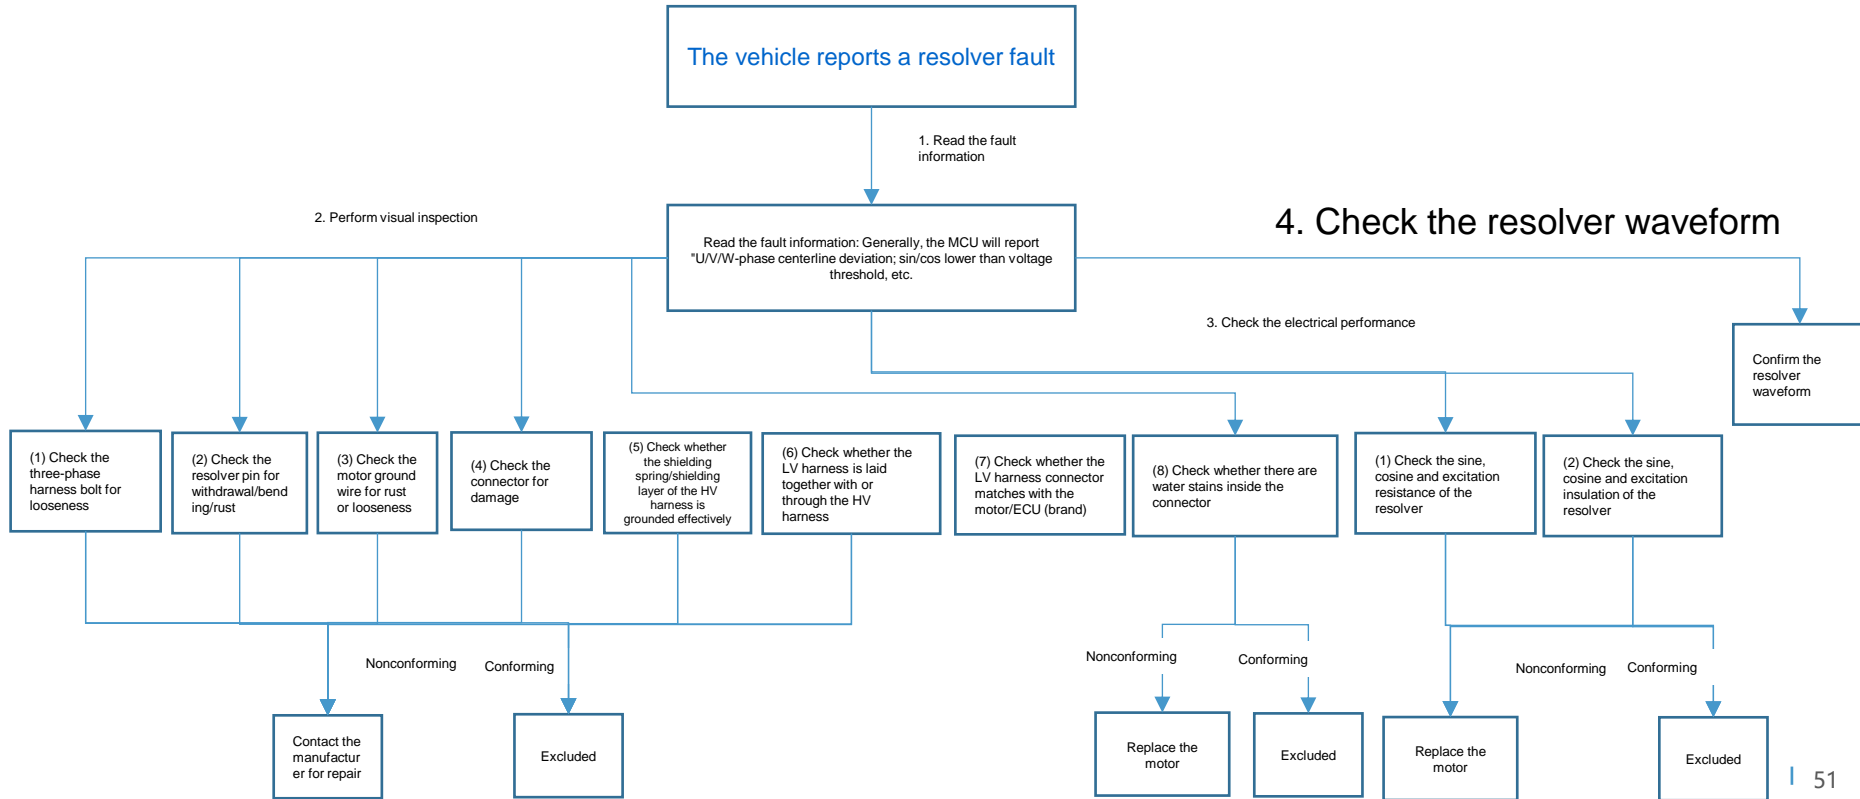 The vehicle reports a resolver fault
1. Read the fault
information
2. Perform visual inspection
Read the fault information: Generally, the MCU will report
"U/V/W-phase centerline deviation; sin/cos lower than voltage
threshold, etc.
4. Check the resolver waveform
3. Check the electrical performance
Confirm the
resolver
waveform
(1) Check the
three-phase
harness bolt for
looseness
(2) Check the
resolver pin for
withdrawal/bend
ing/rust
(3) Check the
motor ground
wire for rust
or looseness
(4) Check the
connector for
damage
(5) Check whether
the shielding
spring/shielding
layer of the HV
harness is
grounded effectively
(6) Check whether the
LV harness is laid
together with or
through the HV
harness
(7) Check whether the
LV harness connector
matches with the
motor/ECU (brand)
(8) Check whether there are
water stains inside the
connector
(1) Check the sine,
cosine and excitation
resistance of the
resolver
(2) Check the sine,
cosine and excitation
insulation of the
resolver
Nonconforming
Conforming
Nonconforming
Conforming
Nonconforming
Conforming
Contact the
manufactur
er for repair
Excluded
Replace the
motor
Excluded
Replace the
motor
Excluded
51